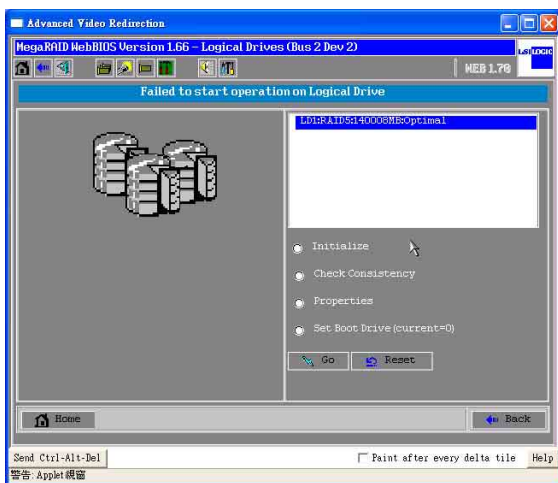 Advanced Video Redirection
MegaRAID WebBIOS Version 1.66 - Logical Drives (Bus 2 Dev 2)
LSI LOGIC
WEB 1.70
Failed to start operation on Logical Drive
LD1:RAID5:140008MB:Optimal
Initialize
Check Consistency
Properties
Set Boot Drive (current=0)
Go Reset
Home Back
Send Ctrl-Alt-Del Paint after every delta tile Help
警告: Applet 視窗